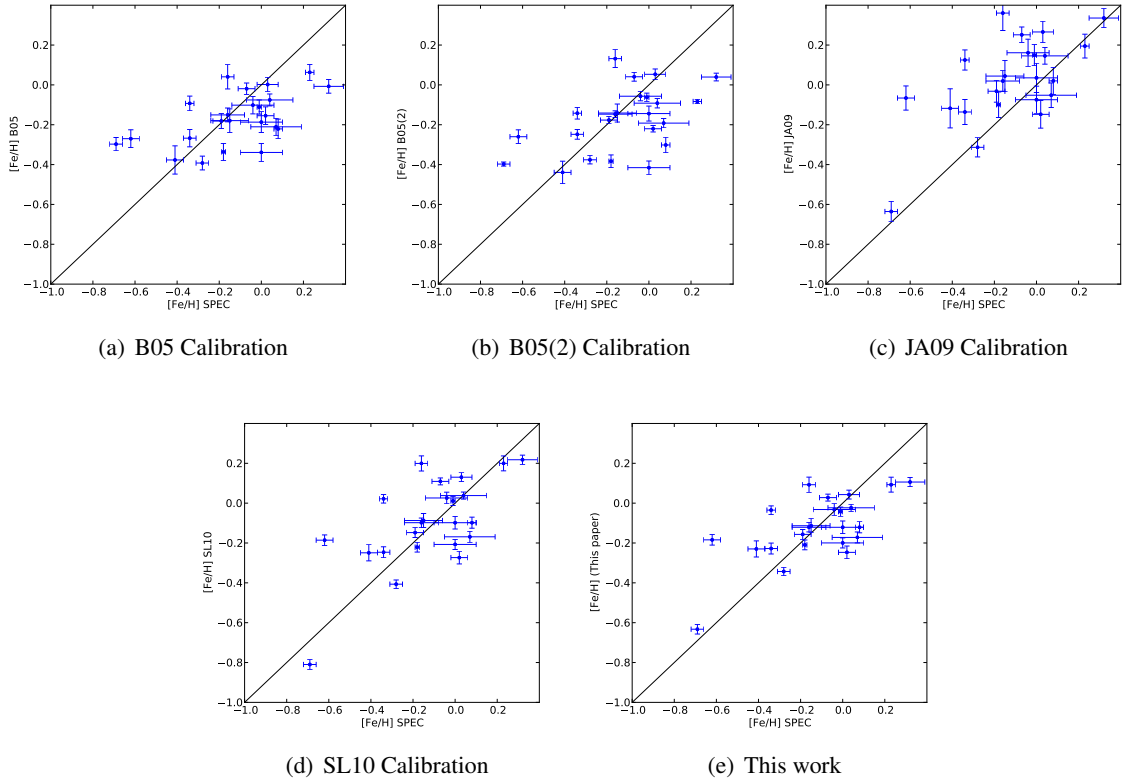 0.2
0.0
−0.2
−0.4
−0.6
−0.8
−1.0
[Fe/H] B05
−1.0 −0.8 −0.6 −0.4 −0.2 0.0 0.2
[Fe/H] SPEC
(a) B05 Calibration
0.2
0.0
−0.2
−0.4
−0.6
−0.8
−1.0
[Fe/H] B05(2)
−1.0 −0.8 −0.6 −0.4 −0.2 0.0 0.2
[Fe/H] SPEC
(b) B05(2) Calibration
0.2
0.0
−0.2
−0.4
−0.6
−0.8
−1.0
[Fe/H] JA09
−1.0 −0.8 −0.6 −0.4 −0.2 0.0 0.2
[Fe/H] SPEC
(c) JA09 Calibration
0.2
0.0
−0.2
−0.4
−0.6
−0.8
−1.0
[Fe/H] SL10
−1.0 −0.8 −0.6 −0.4 −0.2 0.0 0.2
[Fe/H] SPEC
(d) SL10 Calibration
0.2
0.0
−0.2
−0.4
−0.6
−0.8
−1.0
[Fe/H] (This paper)
−1.0 −0.8 −0.6 −0.4 −0.2 0.0 0.2
[Fe/H] SPEC
(e) This work